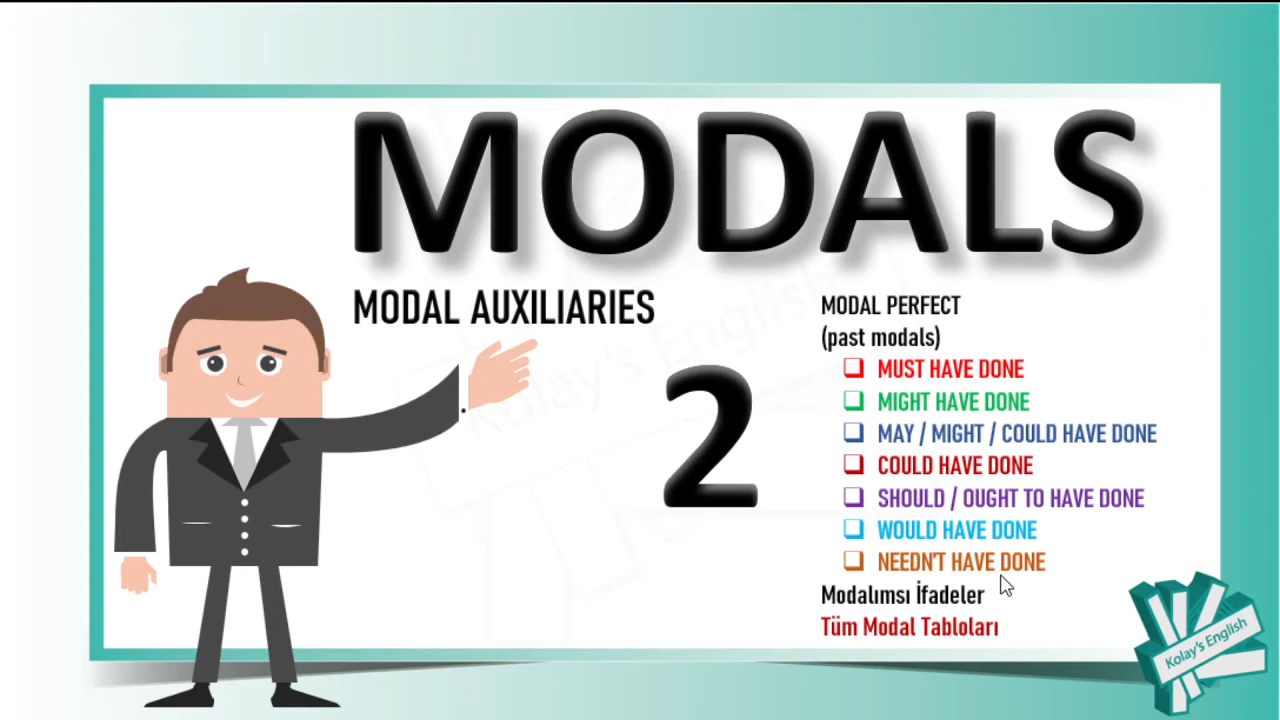 MODALS
MODAL AUXILIARIES
2
MODAL PERFECT
(past modals)
MUST HAVE DONE
MIGHT HAVE DONE
MAY / MIGHT / COULD HAVE DONE
COULD HAVE DONE
SHOULD / OUGHT TO HAVE DONE
WOULD HAVE DONE
NEEDN'T HAVE DONE
Modalımsı İfadeler
Tüm Modal Tabloları
Kolay's English
Kolay's English